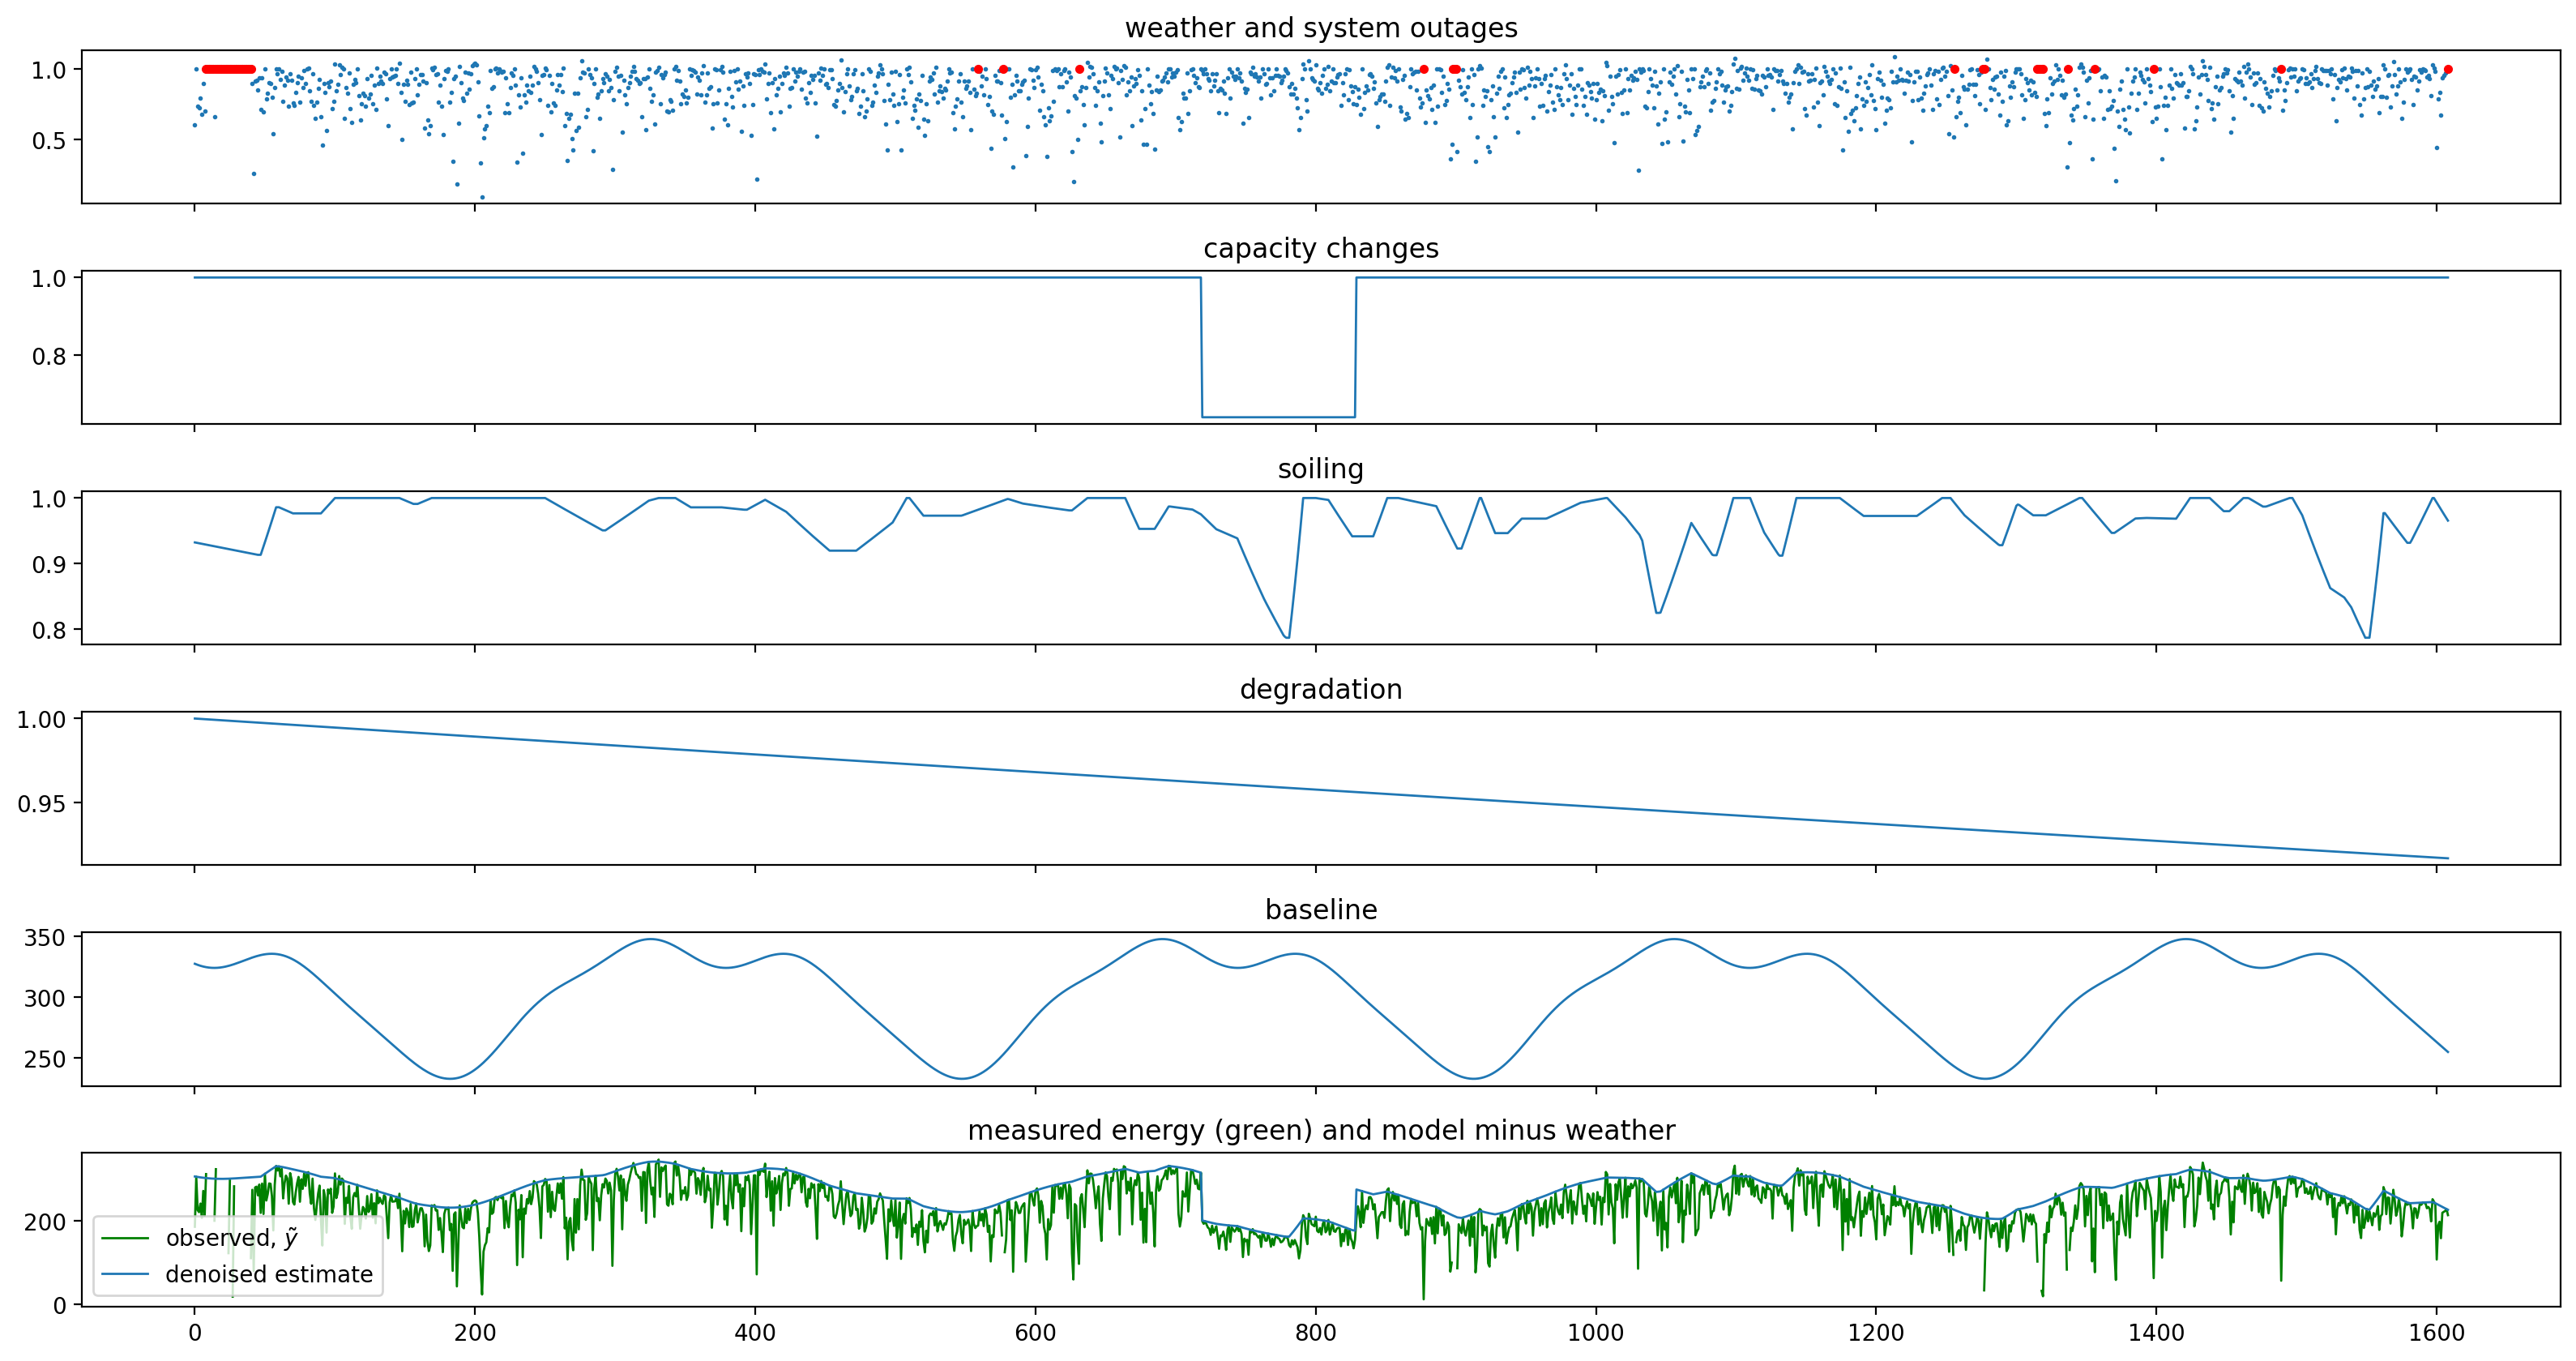 weather and system outages
1.0
0.5
capacity changes
1.0
0.8
soiling
1.0
0.9
0.8
degradation
1.00
0.95
baseline
350
300
250
measured energy (green) and model minus weather
200
0
observed, ỹ
denoised estimate
0 200 400 600 800 1000 1200 1400 1600